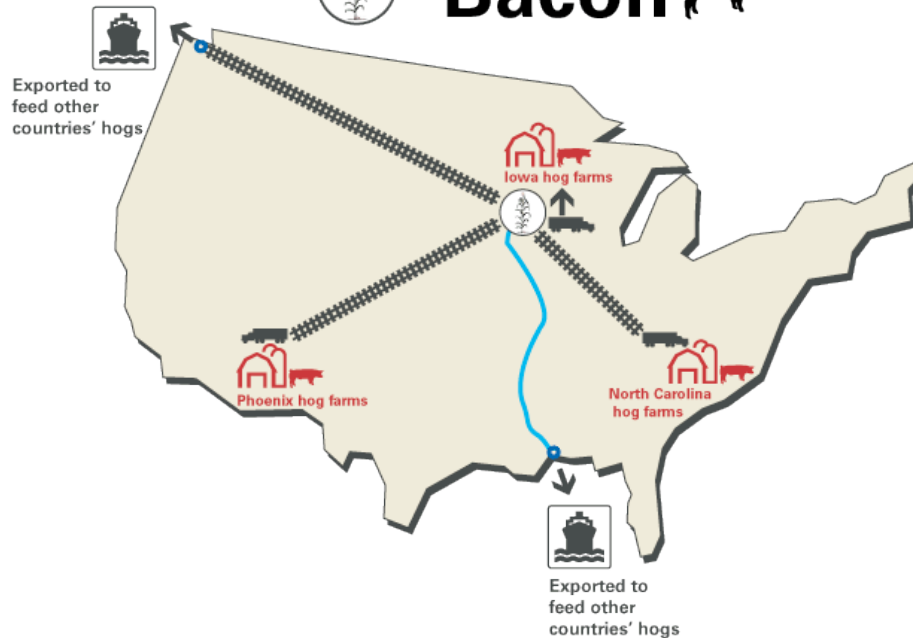 Bacon
Exported to
feed other
countries' hogs
Iowa hog farms
Phoenix hog farms
North Carolina
hog farms
Exported to
feed other
countries' hogs